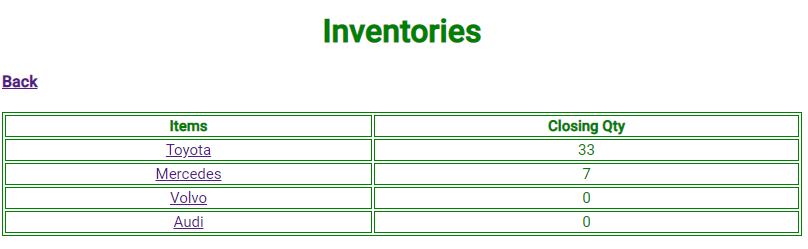 Inventories
Back
Items Closing Qty
Toyota 33
Mercedes 7
Volvo 0
Audi 0